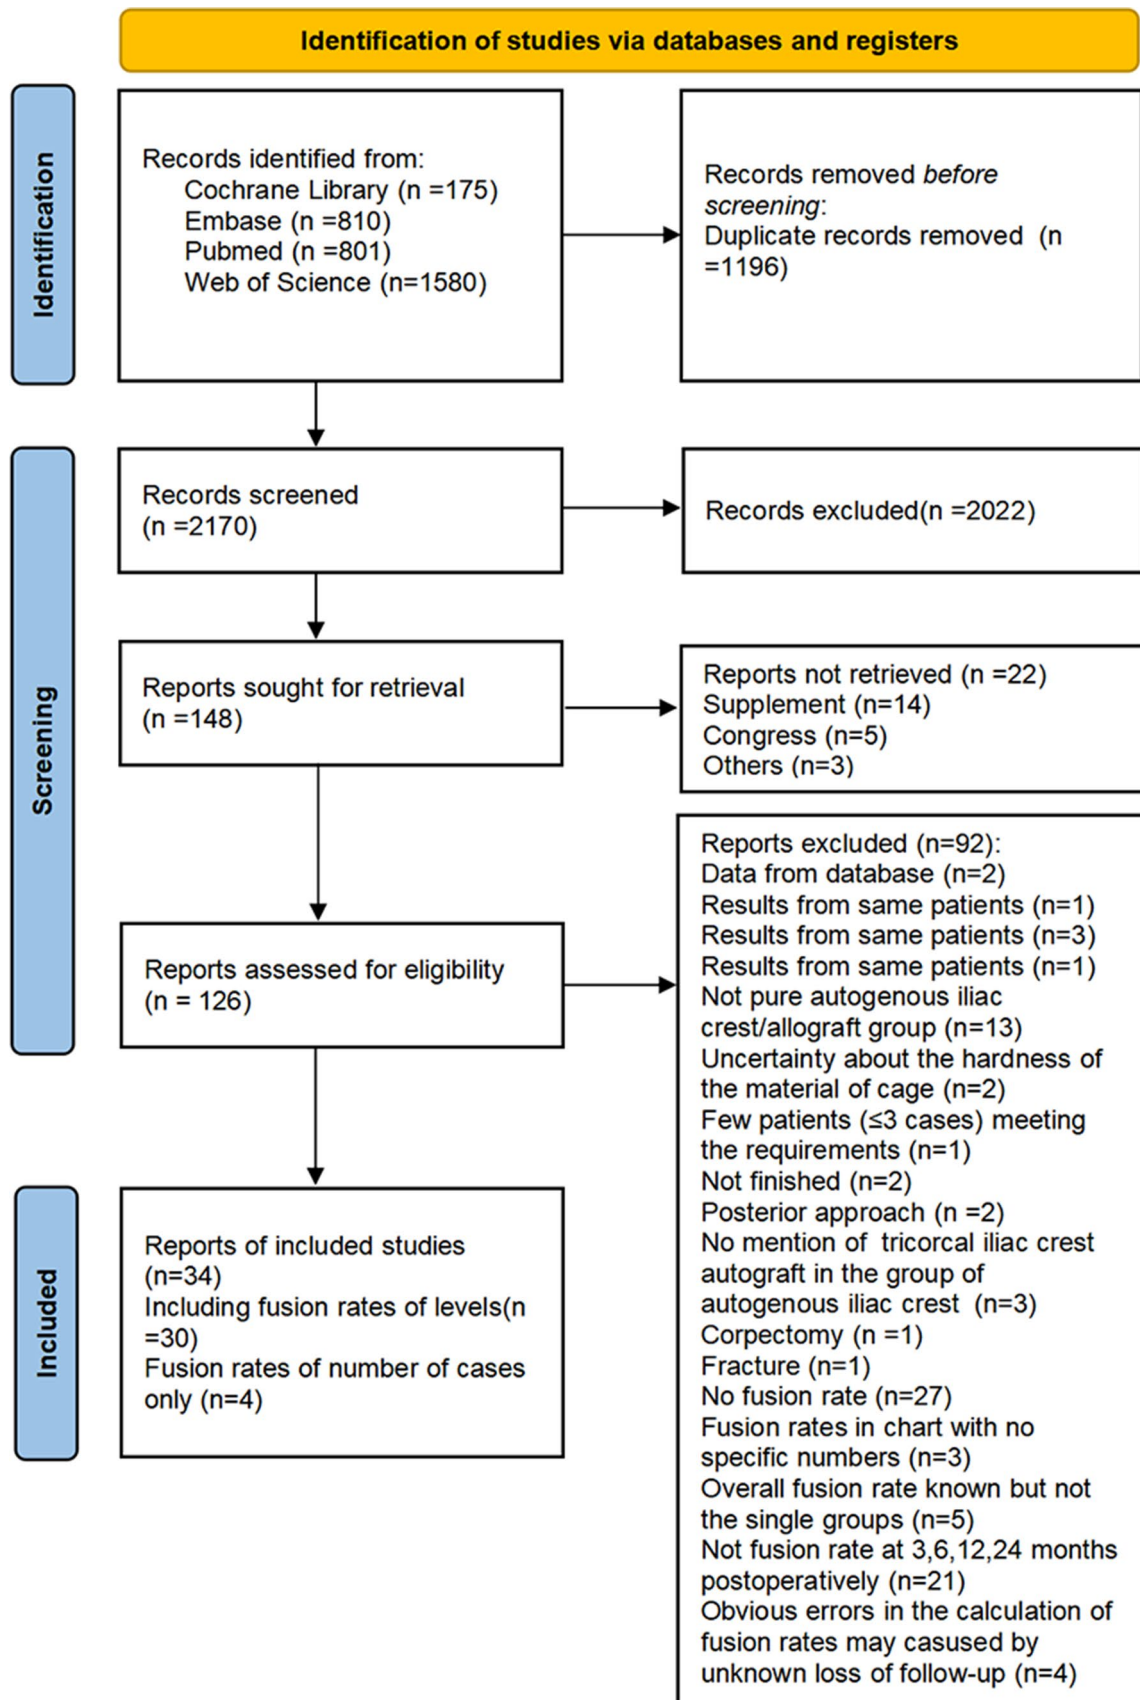 Identification of studies via databases and registers
Identification
Records identified from:
Cochrane Library (n =175)
Embase (n =810)
Pubmed (n =801)
Web of Science (n=1580)
Records removed before
screening:
Duplicate records removed (n
=1196)
Screening
Records screened
(n =2170)
Records excluded(n =2022)
Reports sought for retrieval
(n =148)
Reports not retrieved (n =22)
Supplement (n=14)
Congress (n=5)
Others (n=3)
Reports assessed for eligibility
(n = 126)
Reports excluded (n=92):
Data from database (n=2)
Results from same patients (n=1)
Results from same patients (n=3)
Results from same patients (n=1)
Not pure autogenous iliac
crest/allograft group (n=13)
Uncertainty about the hardness of
the material of cage (n=2)
Few patients (≤3 cases) meeting
the requirements (n=1)
Not finished (n=2)
Posterior approach (n =2)
No mention of tricorcal iliac crest
autograft in the group of
autogenous iliac crest (n=3)
Corpectomy (n =1)
Fracture (n=1)
No fusion rate (n=27)
Fusion rates in chart with no
specific numbers (n=3)
Overall fusion rate known but not
the single groups (n=5)
Not fusion rate at 3,6,12,24 months
postoperatively (n=21)
Obvious errors in the calculation of
fusion rates may casused by
unknown loss of follow-up (n=4)
Included
Reports of included studies
(n=34)
Including fusion rates of levels(n
=30)
Fusion rates of number of cases
only (n=4)